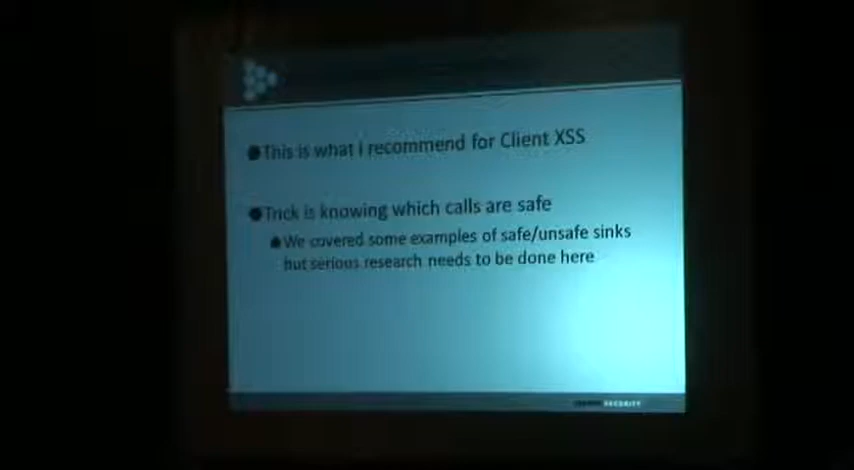 This is what I recommend for Client XSS
Trick is knowing which calls are safe
We covered some examples of safe/unsafe sinks
but serious research needs to be done here
SECURITY